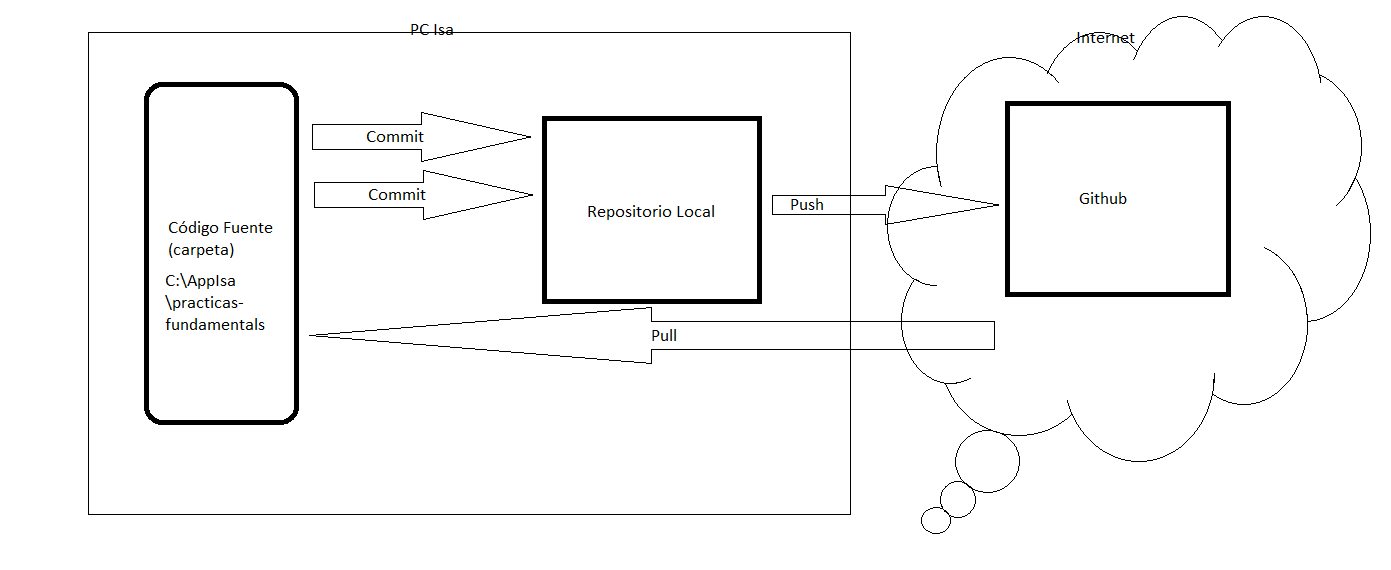 PC Isa
Internet
Commit
Commit
Código Fuente
(carpeta)
C:\AppIsa
\practicas-
fundamentals
Repositorio Local
Push
Github
Pull